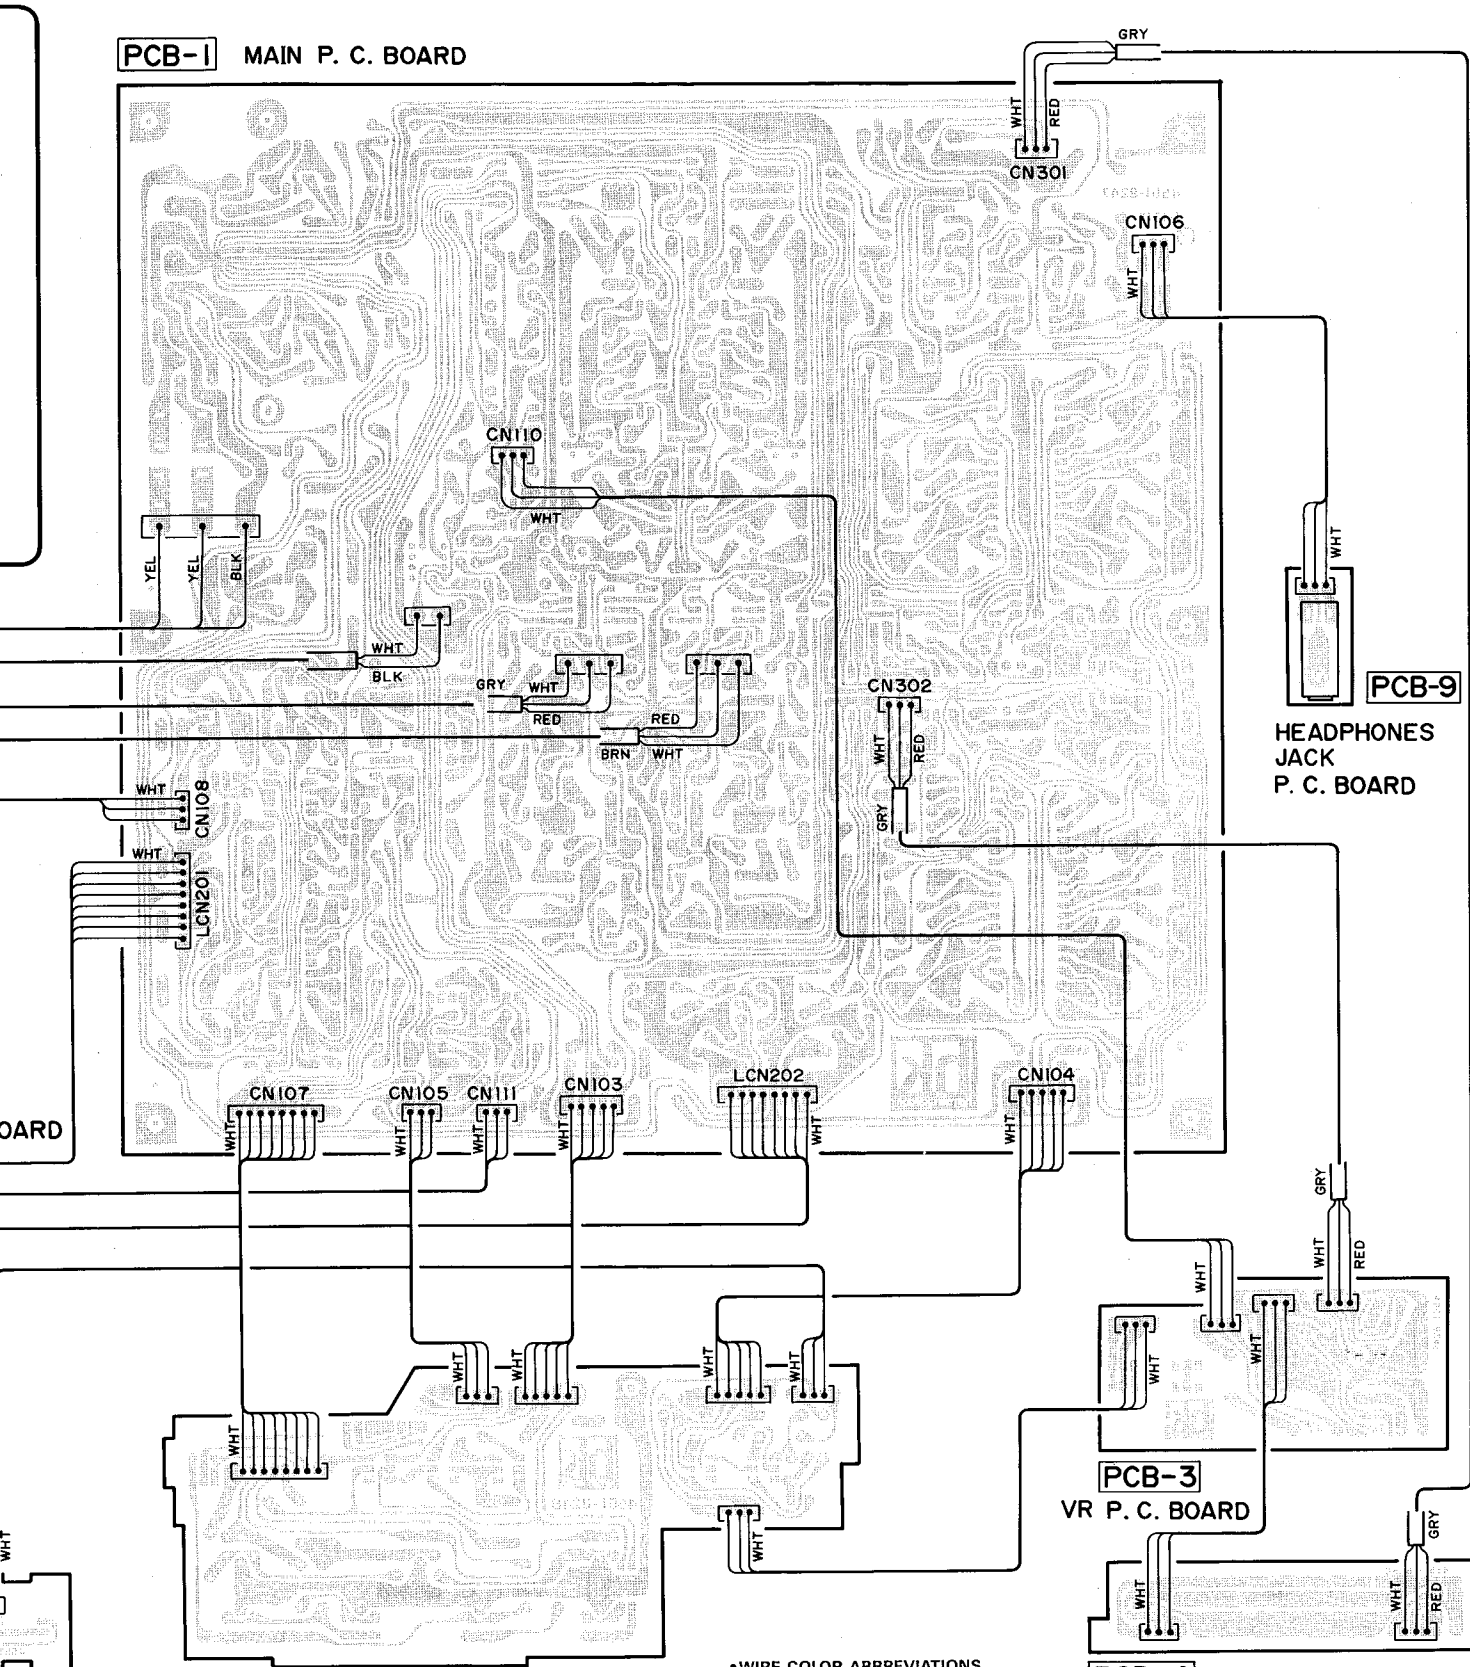 PCB-1 MAIN P. C. BOARD
GRY
WHT
RED
CN301
CN106
WHT
CN110
WHT
YEL
YEL
BLK
WHT
BLK
GRY
WHT
RED
RED
BRN
WHT
CN302
WHT
RED
GRY
WHT
PCB-9
HEADPHONES
JACK
P. C. BOARD
WHT
CN108
WHT
LCN201
OARD
CN107
CN105
CN111
CN103
LCN202
CN104
WHT
WHT
WHT
WHT
WHT
WHT
GRY
WHT
RED
WHT
WHT
WHT
WHT
WHT
WHT
WHT
WHT
PCB-3
VR P. C. BOARD
WHT
GRY
WHT
WHT
WHT
RED
•WIRE COLOR ABBREVIATIONS